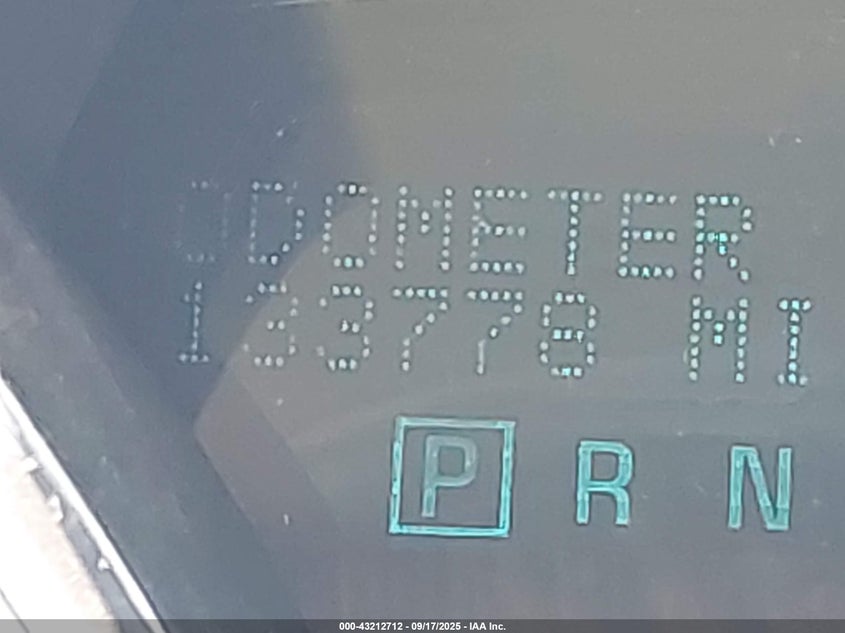 ODOMETER
133778 MI
P R N
000-43212712 - 09/17/2025 - IAA Inc.